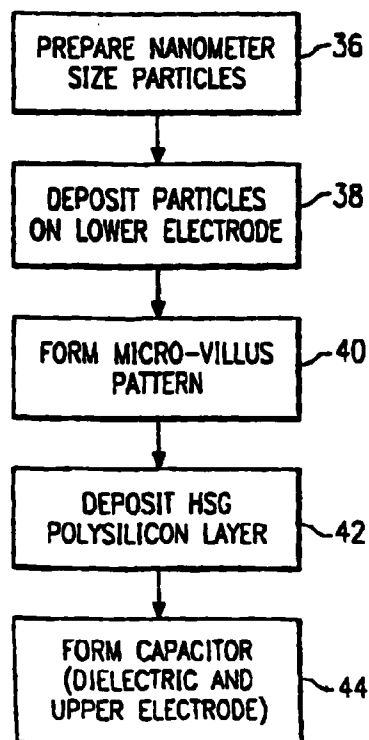 PREPARE NANOMETER
SIZE PARTICLES
36
DEPOSIT PARTICLES
ON LOWER ELECTRODE
38
FORM MICRO-VILLUS
PATTERN
40
DEPOSIT HSG
POLYSILICON LAYER
42
FORM CAPACITOR
(DIELECTRIC AND
UPPER ELECTRODE)
44